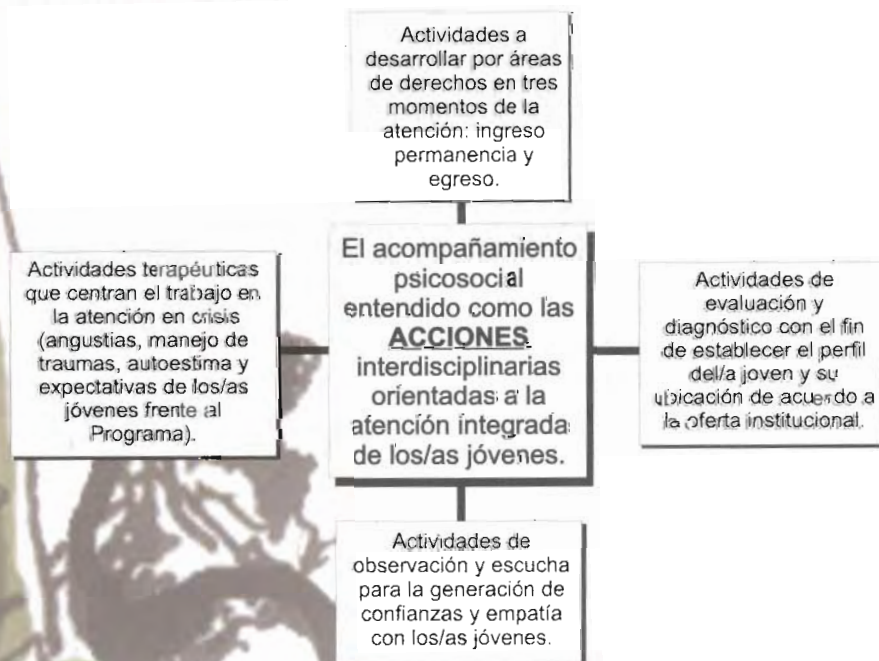 Actividades a
desarrollar por áreas
de derechos en tres
momentos de la
atención: ingreso
permanencia y
egreso.
Actividades terapéuticas
que centran el trabajo en
la atención en crisis
(angustias, manejo de
traumas, autoestima y
expectativas de los/as
jóvenes frente al
Programa).
El acompañamiento
psicosocial
entendido como las
ACCIONES
interdisciplinarias
orientadas a la
atención integrada
de los/as jóvenes.
Actividades de
evaluación y
diagnóstico con el fin
de establecer el perfil
del/a joven y su
ubicación de acuerdo a
la oferta institucional.
Actividades de
observación y escucha
para la generación de
confianzas y empatía
con los/as jóvenes.